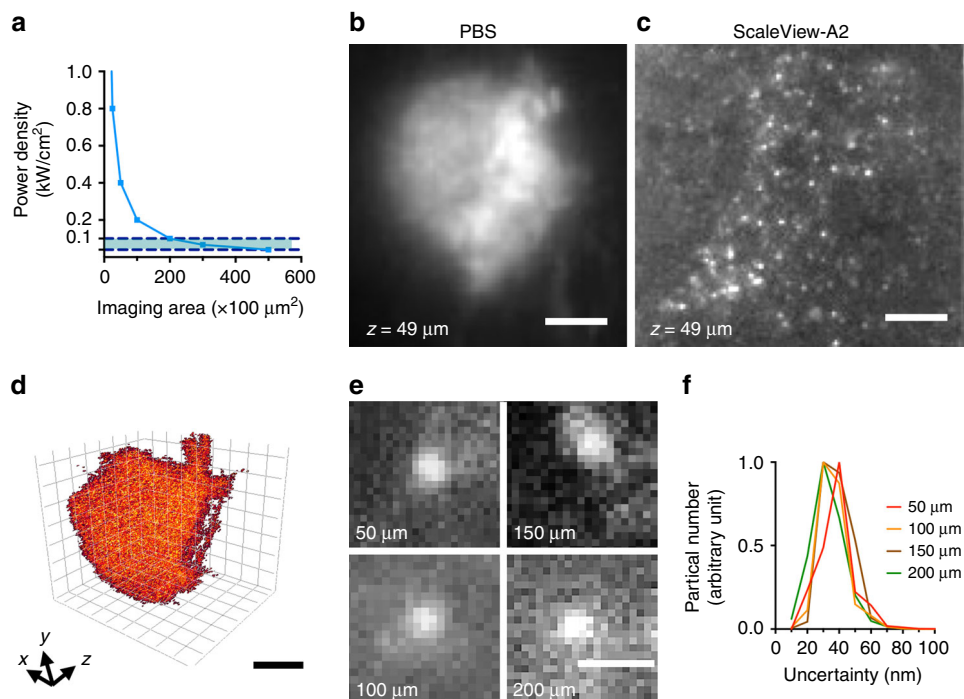 a
Power density
(kW/cm²)
1.0
0.8
0.6
0.4
0.2
0.1
0 200 400 600
Imaging area (×100 μm²)
b
PBS
z = 49 μm
c
ScaleView-A2
z = 49 μm
d
y
x
z
e
50 μm
150 μm
100 μm
200 μm
f
Partical number
(arbitrary unit)
1.0
0.5
0.0
0 20 40 60 80 100
Uncertainty (nm)
50 μm
100 μm
150 μm
200 μm